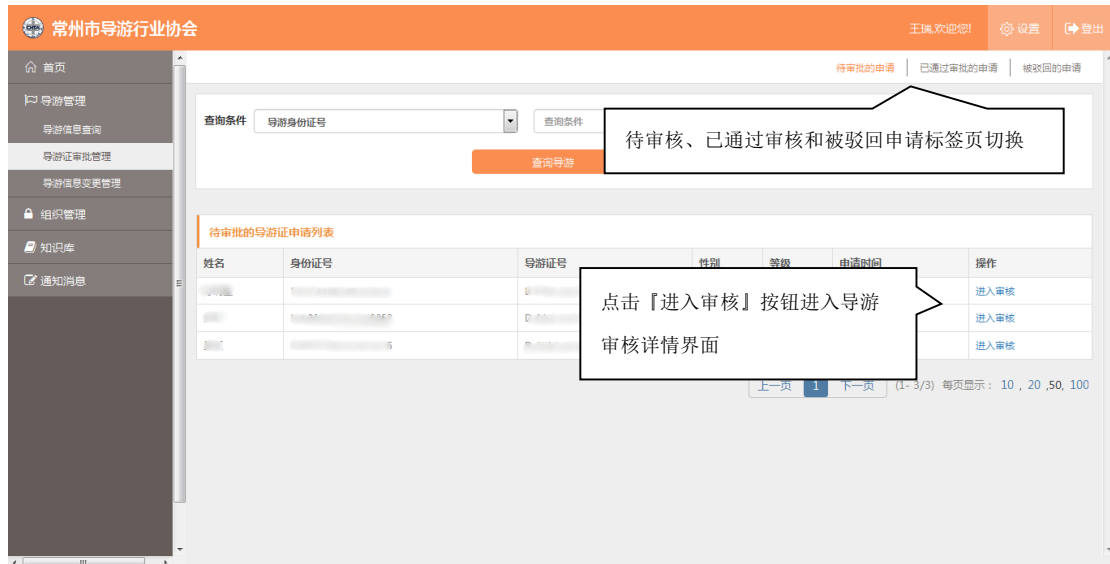 常州市导游行业协会
王瑞,欢迎您! 设置 登出
首页
导游管理
导游信息查询
导游证审批管理
导游信息变更管理
组织管理
知识库
通知消息
待审批的申请 已通过审批的申请 被驳回的申请
查询条件 导游身份证号 查询条件
查询导游
待审核、已通过审核和被驳回申请标签页切换
待审批的导游证申请列表
姓名 身份证号 导游证号 性别 等级 申请时间 操作
进入审核
进入审核
进入审核
点击『进入审核』按钮进入导游
审核详情界面
上一页 1 下一页 (1- 3/3) 每页显示： 10 , 20 ,50, 100